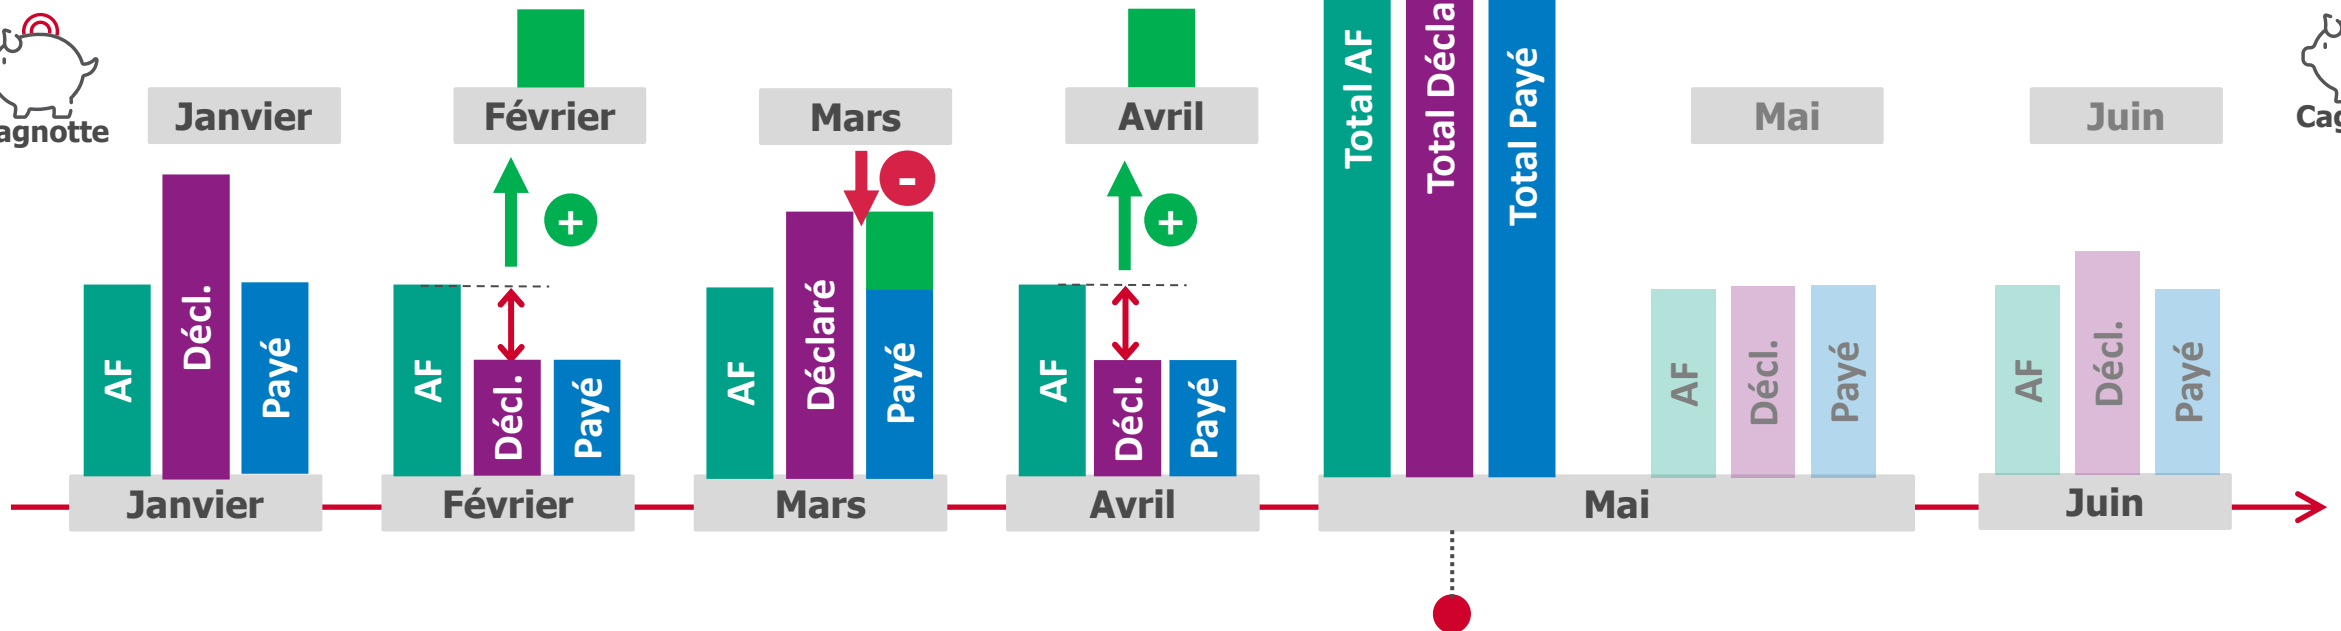 agnotte
Janvier
Février
Mars
Avril
Mai
Juin
Cag
-
+
+
AF
Décl.
Payé
AF
Décl.
Payé
AF
Déclaré
Payé
AF
Décl.
Payé
Total AF
Total Décla
Total Payé
AF
Décl.
Payé
AF
Décl.
Payé
Janvier
Février
Mars
Avril
Mai
Juin